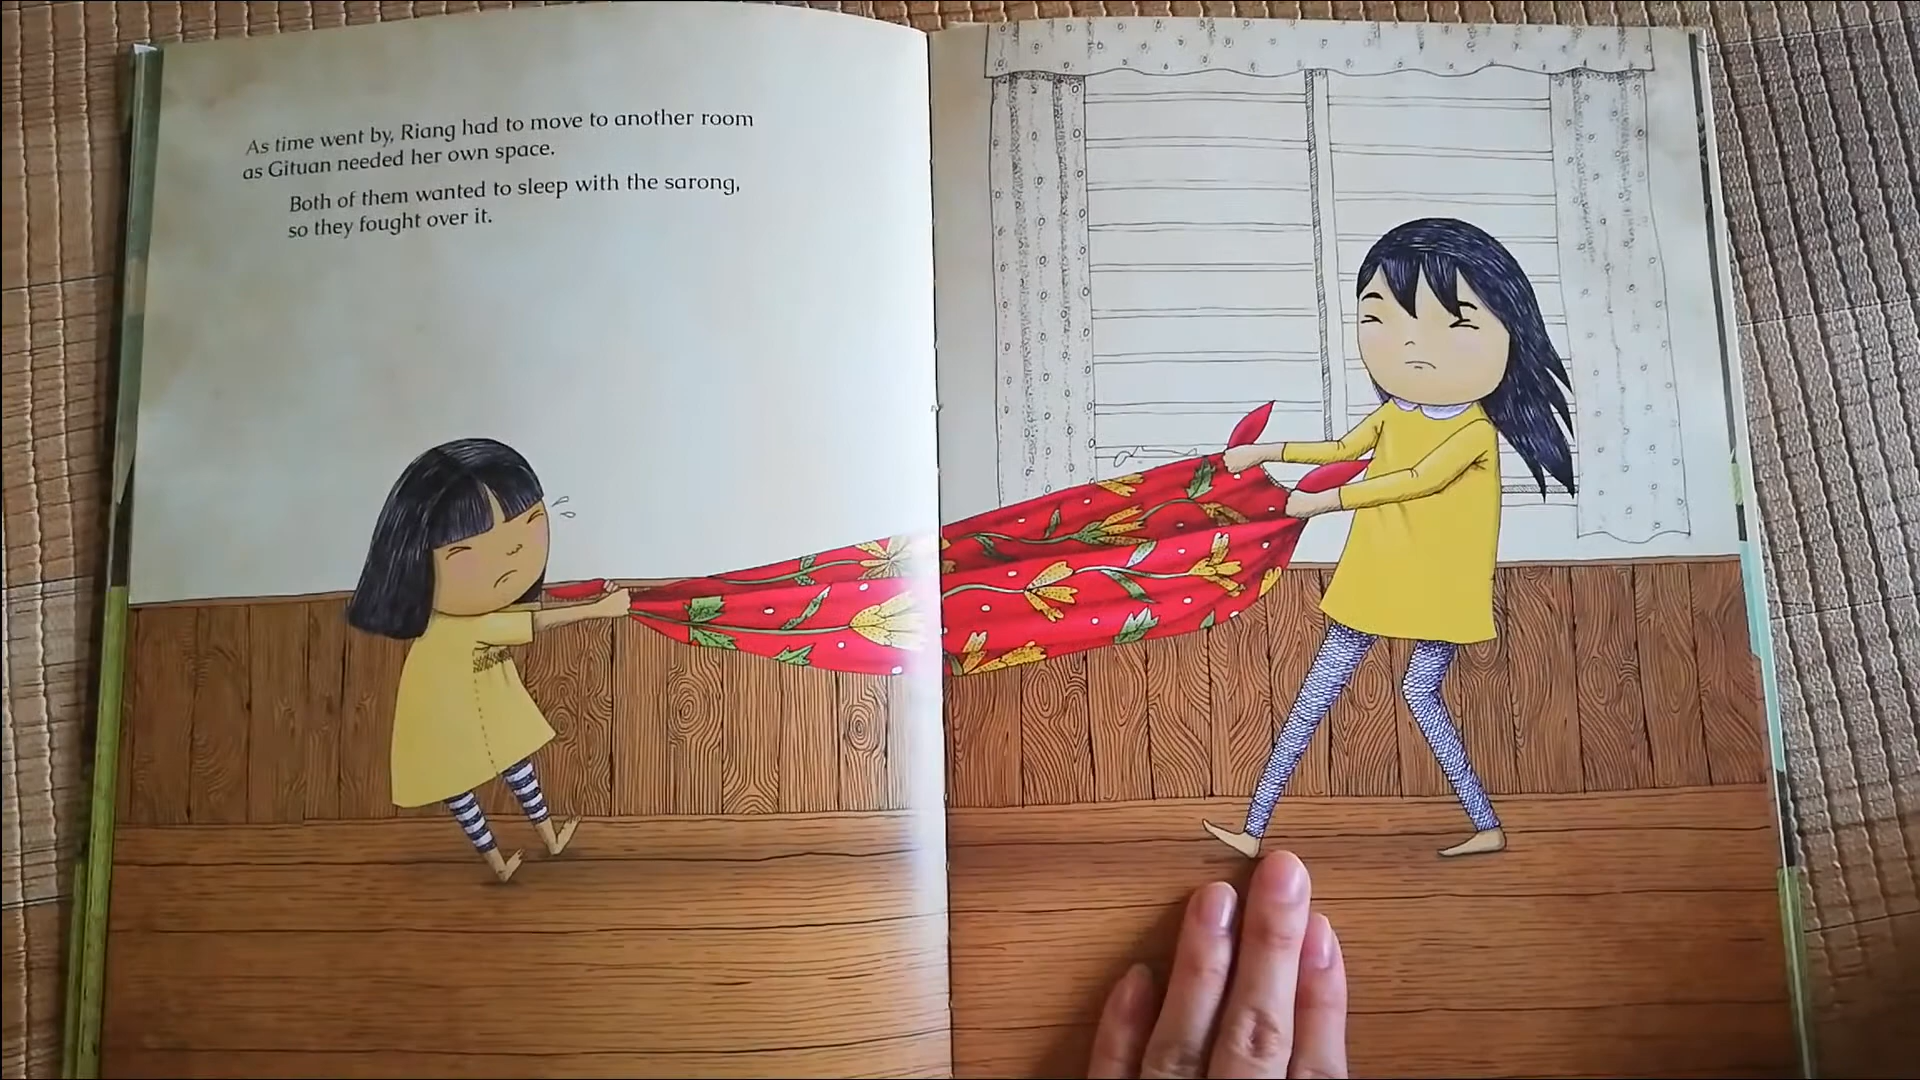 As time went by, Riang had to move to another room
as Gituan needed her own space.
Both of them wanted to sleep with the sarong,
so they fought over it.